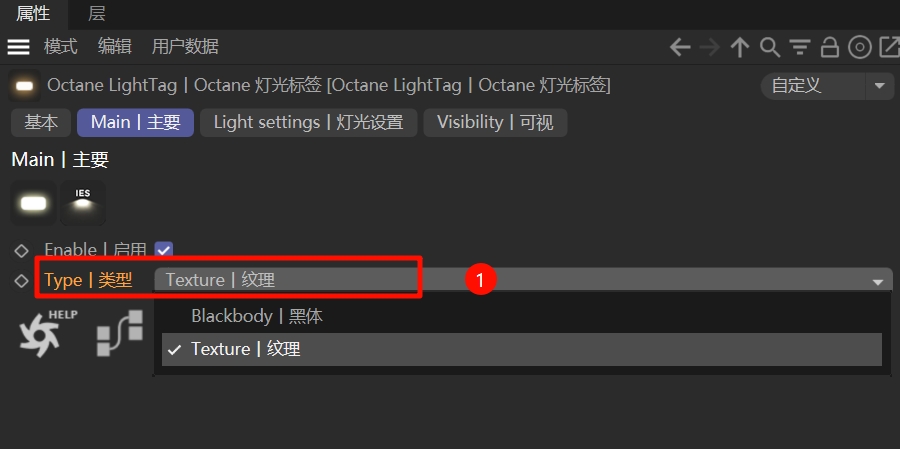 属性 层
模式 编辑 用户数据
Octane LightTag | Octane 灯光标签 [Octane LightTag | Octane 灯光标签] 自定义
基本 Main | 主要 Light settings | 灯光设置 Visibility | 可视
Main | 主要
IES
Enable | 启用
Type | 类型 Texture | 纹理 1
HELP Blackbody | 黑体
Texture | 纹理